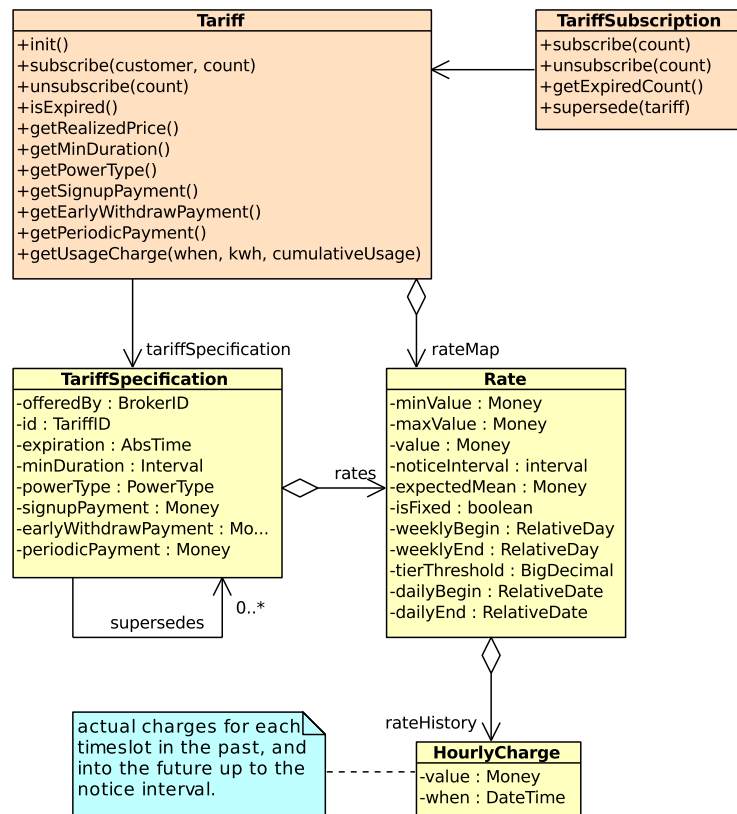 Tariff
+init()
+subscribe(customer, count)
+unsubscribe(count)
+isExpired()
+getRealizedPrice()
+getMinDuration()
+getPowerType()
+getSignupPayment()
+getEarlyWithdrawPayment()
+getPeriodicPayment()
+getUsageCharge(when, kwh, cumulativeUsage)
TariffSubscription
+subscribe(count)
+unsubscribe(count)
+getExpiredCount()
+supersede(tariff)
tariffSpecification
rateMap
TariffSpecification
-offeredBy : BrokerID
-id : TariffID
-expiration : AbsTime
-minDuration : Interval
-powerType : PowerType
-signupPayment : Money
-earlyWithdrawPayment : Mo...
-periodicPayment : Money
rates
Rate
-minValue : Money
-maxValue : Money
-value : Money
-noticeInterval : interval
-expectedMean : Money
-isFixed : boolean
-weeklyBegin : RelativeDay
-weeklyEnd : RelativeDay
-tierThreshold : BigDecimal
-dailyBegin : RelativeDate
-dailyEnd : RelativeDate
supersedes
0..*
rateHistory
actual charges for each
timeslot in the past, and
into the future up to the
notice interval.
HourlyCharge
-value : Money
-when : DateTime